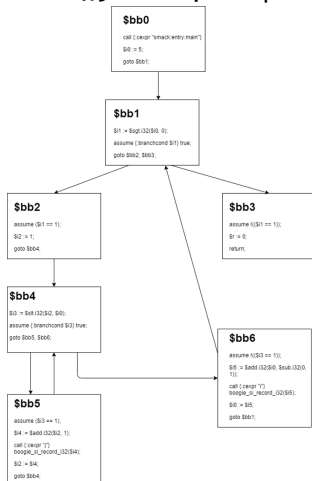 $bb0
call {:cexpr "smack:entry:main"}
$i0 := 5;
goto $bb1;
$bb1
$i1 := $sgt.i32($i0, 0);
assume {:branchcond $i1} true;
goto $bb2, $bb3;
$bb2
assume ($i1 == 1);
$i2 := 1;
goto $bb4;
$bb3
assume !(($i1 == 1));
$r := 0;
return;
$bb4
$i3 := $slt.i32($i2, $i0);
assume {:branchcond $i3} true;
goto $bb5, $bb6;
$bb6
assume !(($i3 == 1));
$i5 := $add.i32($i0, $sub.i32(0,
1));
call {:cexpr "i"}
boogie_si_record_i32($i5);
$i0 := $i5;
goto $bb1;
$bb5
assume ($i3 == 1);
$i4 := $add.i32($i2, 1);
call {:cexpr "j"}
boogie_si_record_i32($i4);
$i2 := $i4;
goto $bb4;